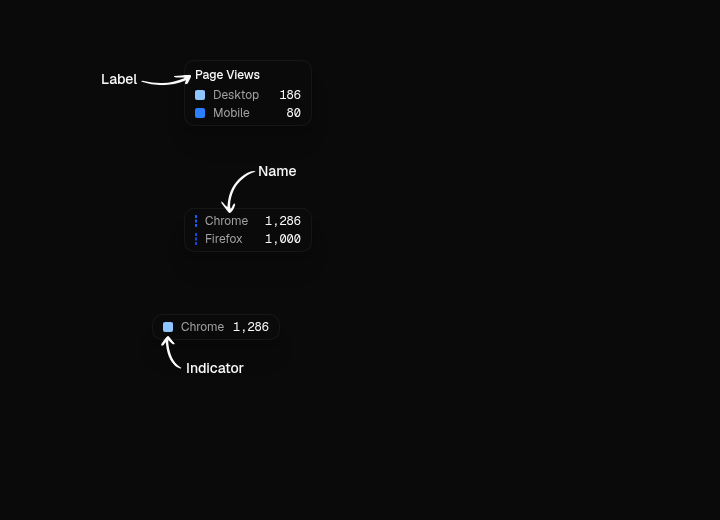 Label
Page Views
Desktop 186
Mobile 80
Name
Chrome 1,286
Firefox 1,000
Chrome 1,286
Indicator